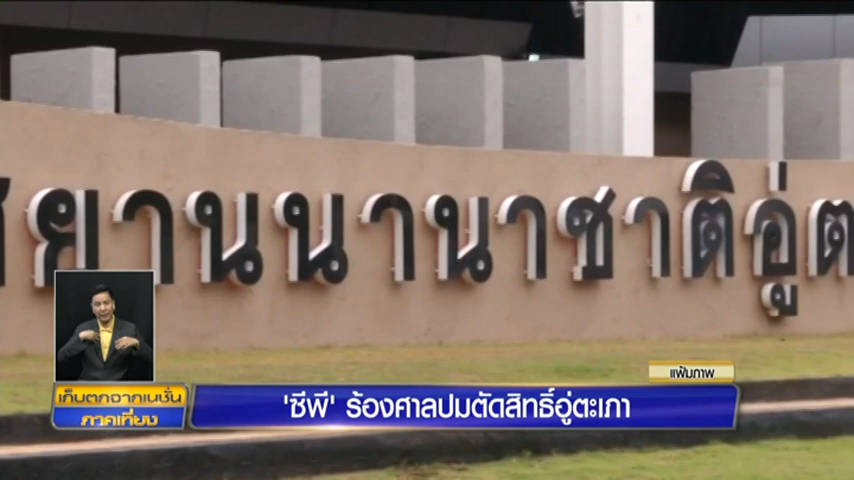 ยานนานาชาติอู่ต
แฟ้มภาพ
เก็บตกจากเนชั่น
ภาคเที่ยง
'ซีพี' ร้องศาลปมตัดสิทธิ์อู่ตะเภา